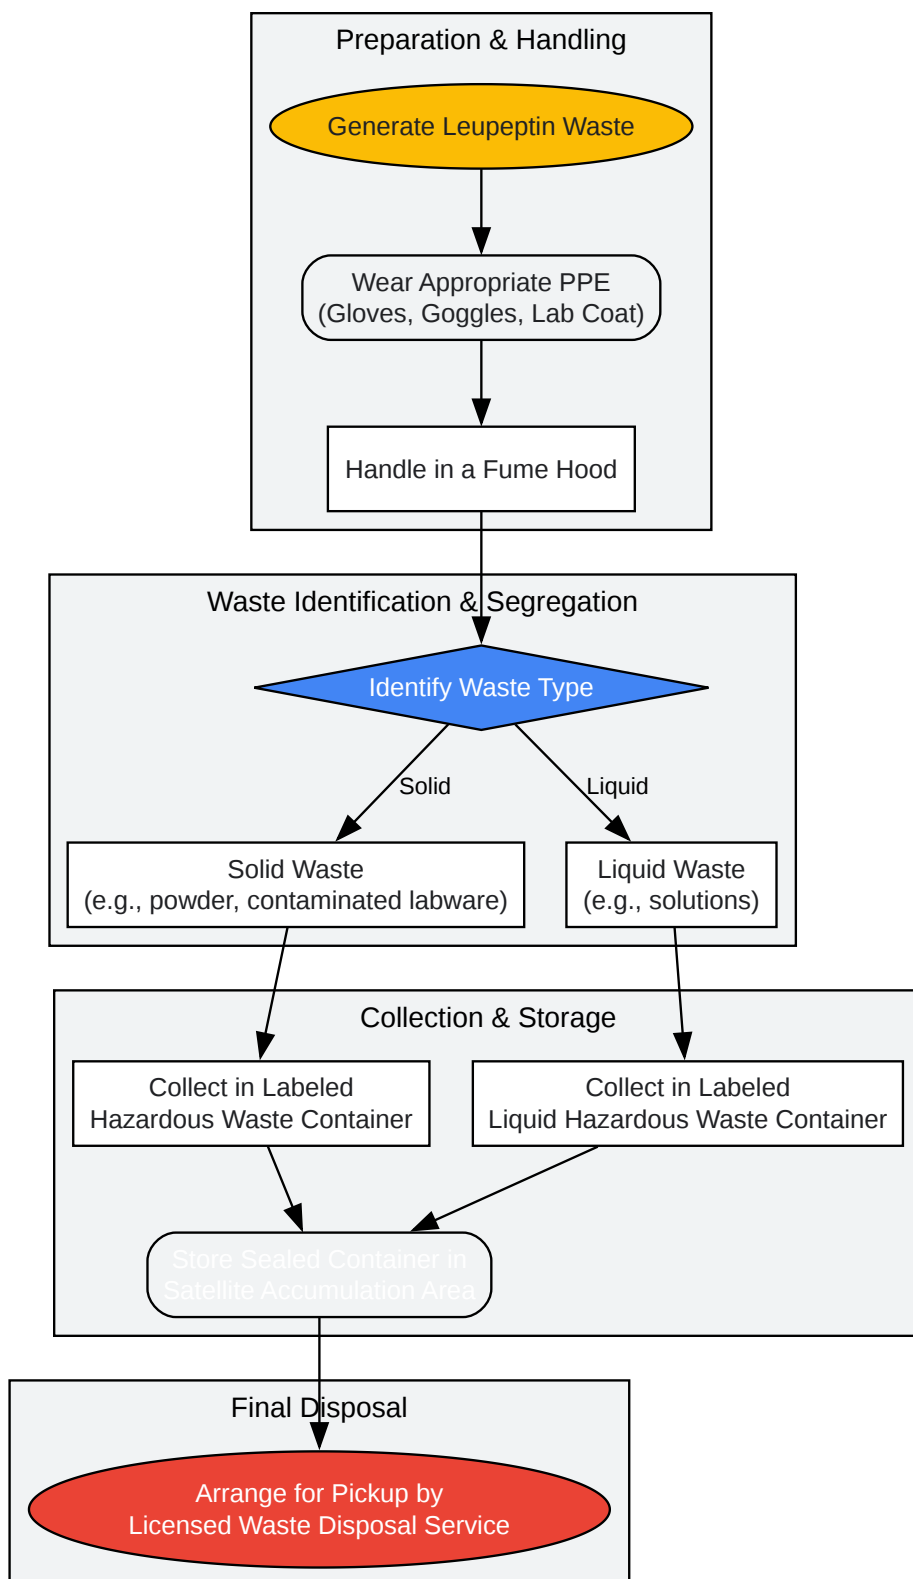 Preparation & Handling
Generate Leupeptin Waste
Wear Appropriate PPE
(Gloves, Goggles, Lab Coat)
Handle in a Fume Hood
Waste Identification & Segregation
Identify Waste Type
Solid
Liquid
Solid Waste
(e.g., powder, contaminated labware)
Liquid Waste
(e.g., solutions)
Collection & Storage
Collect in Labeled
Hazardous Waste Container
Collect in Labeled
Liquid Hazardous Waste Container
Store Sealed Container in
Satellite Accumulation Area
Final Disposal
Arrange for Pickup by
Licensed Waste Disposal Service